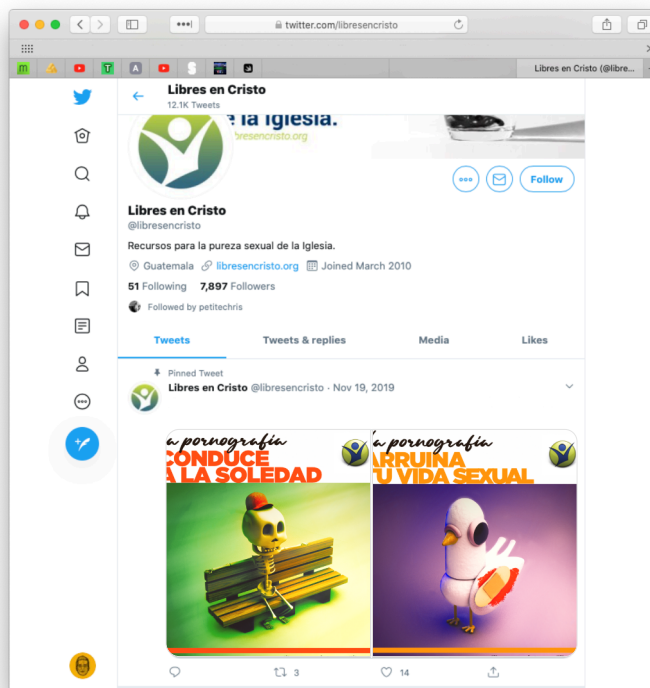 twitter.com/libresencristo
Libres en Cristo (@libre...
Libres en Cristo
12.1K Tweets
e la iglesia.
bresencristo.org
Follow
Libres en Cristo
@libresencristo
Recursos para la pureza sexual de la Iglesia.
Guatemala libresencristo.org Joined March 2010
51 Following 7,897 Followers
Followed by petitechris
Tweets Tweets & replies Media Likes
Pinned Tweet
Libres en Cristo @libresencristo · Nov 19, 2019
a pornografía
CONDUCE
A LA SOLEDAD
a pornografía
ARRUINA
TU VIDA SEXUAL
3 14